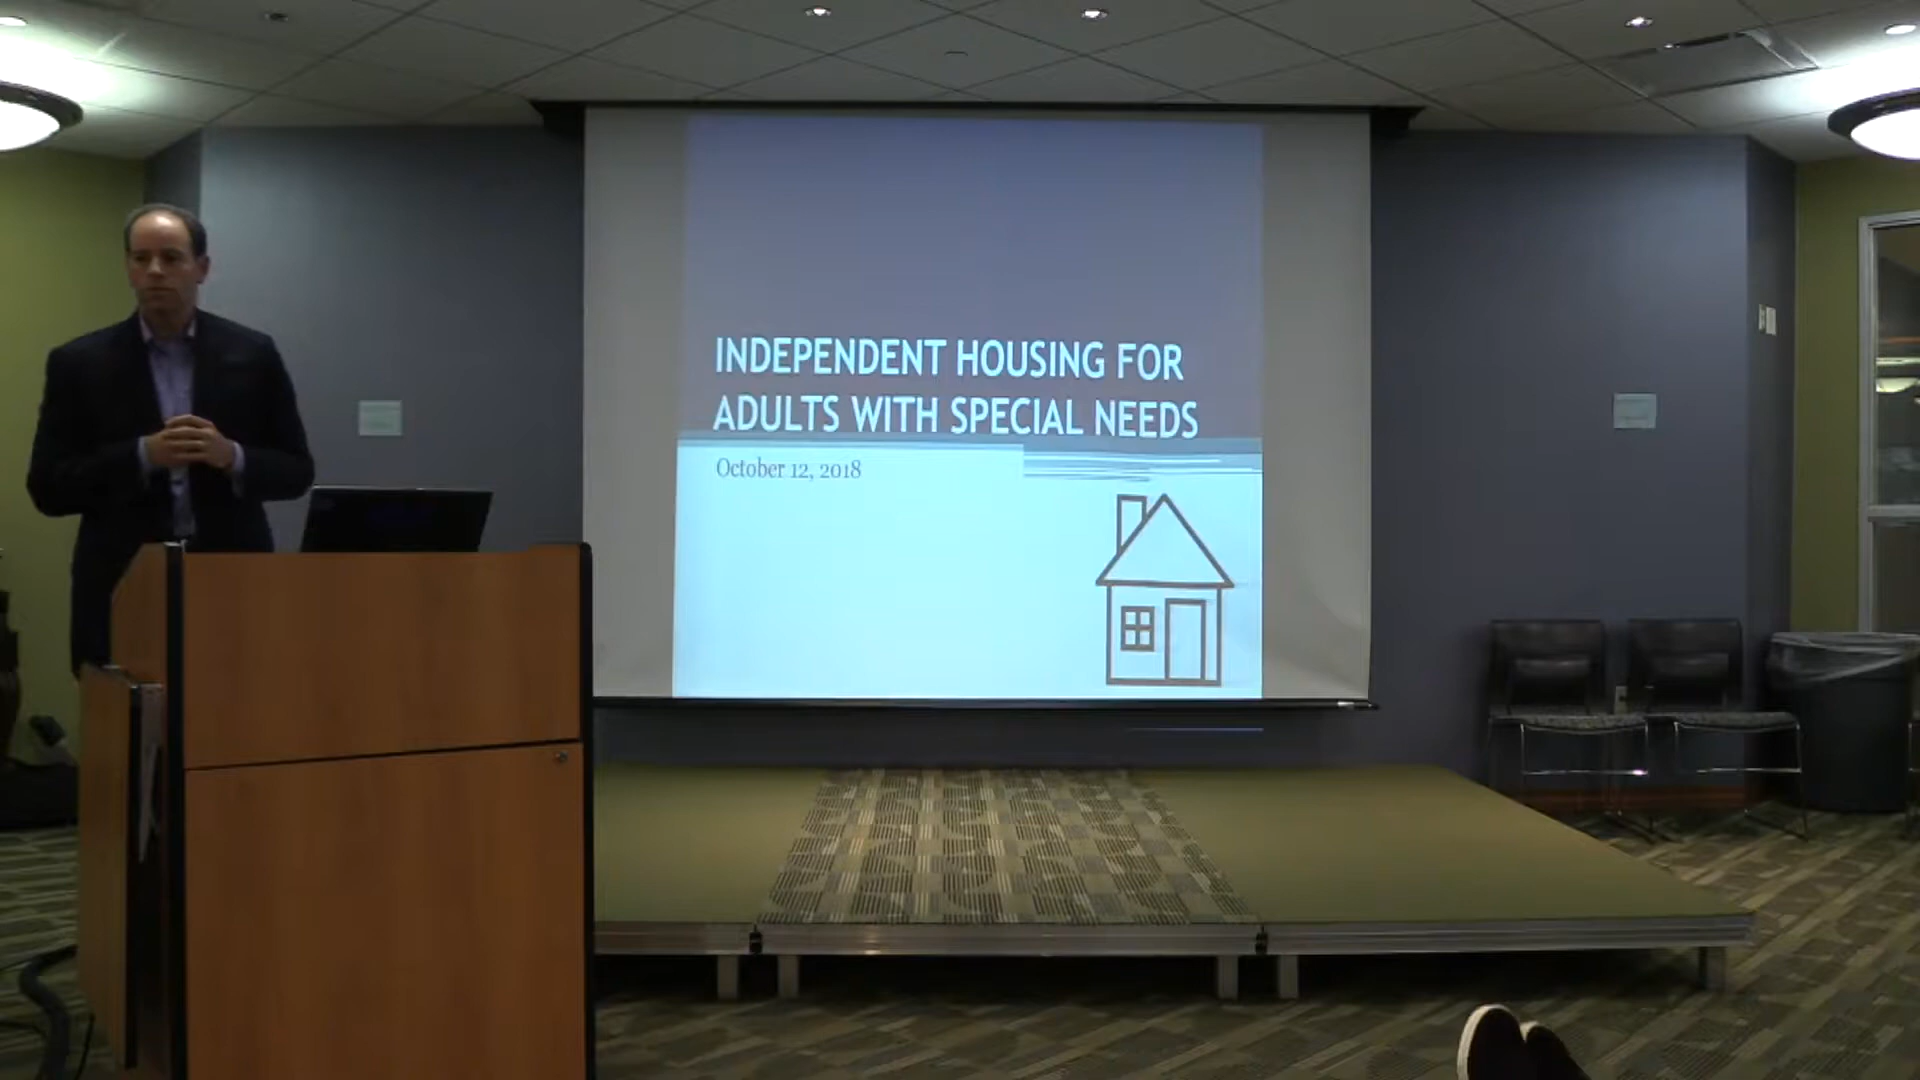 INDEPENDENT HOUSING FOR
ADULTS WITH SPECIAL NEEDS
October 12, 2018